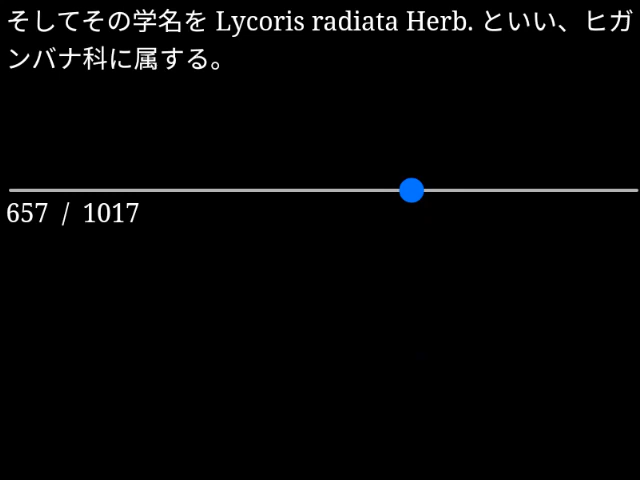 そしてその学名を Lycoris radiata Herb. といい、ヒガ
ンバナ科に属する。
657 / 1017